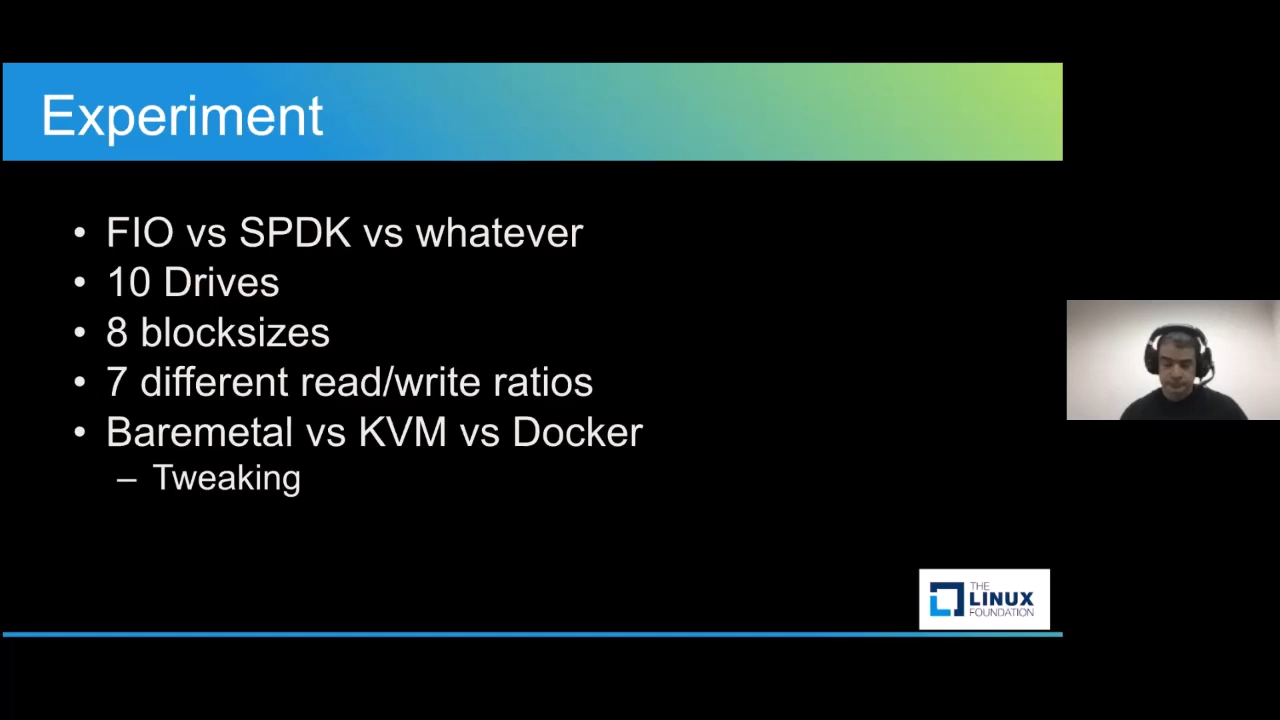 Experiment
• FIO vs SPDK vs whatever
• 10 Drives
• 8 blocksizes
• 7 different read/write ratios
• Baremetal vs KVM vs Docker
– Tweaking
THE
LINUX
FOUNDATION